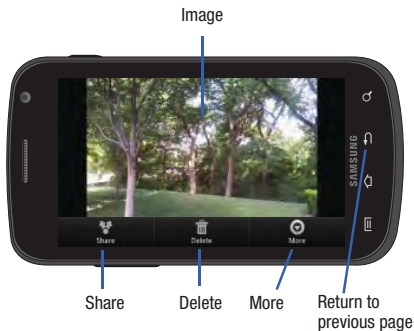 Image
SAMSUNG
Share
Delete
More
Share
Delete
More
Return to
previous page